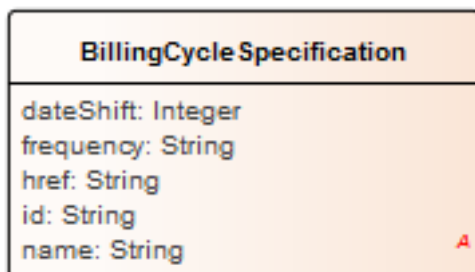 BillingCycleSpecification
dateShift: Integer
frequency: String
href: String
id: String
name: String
A